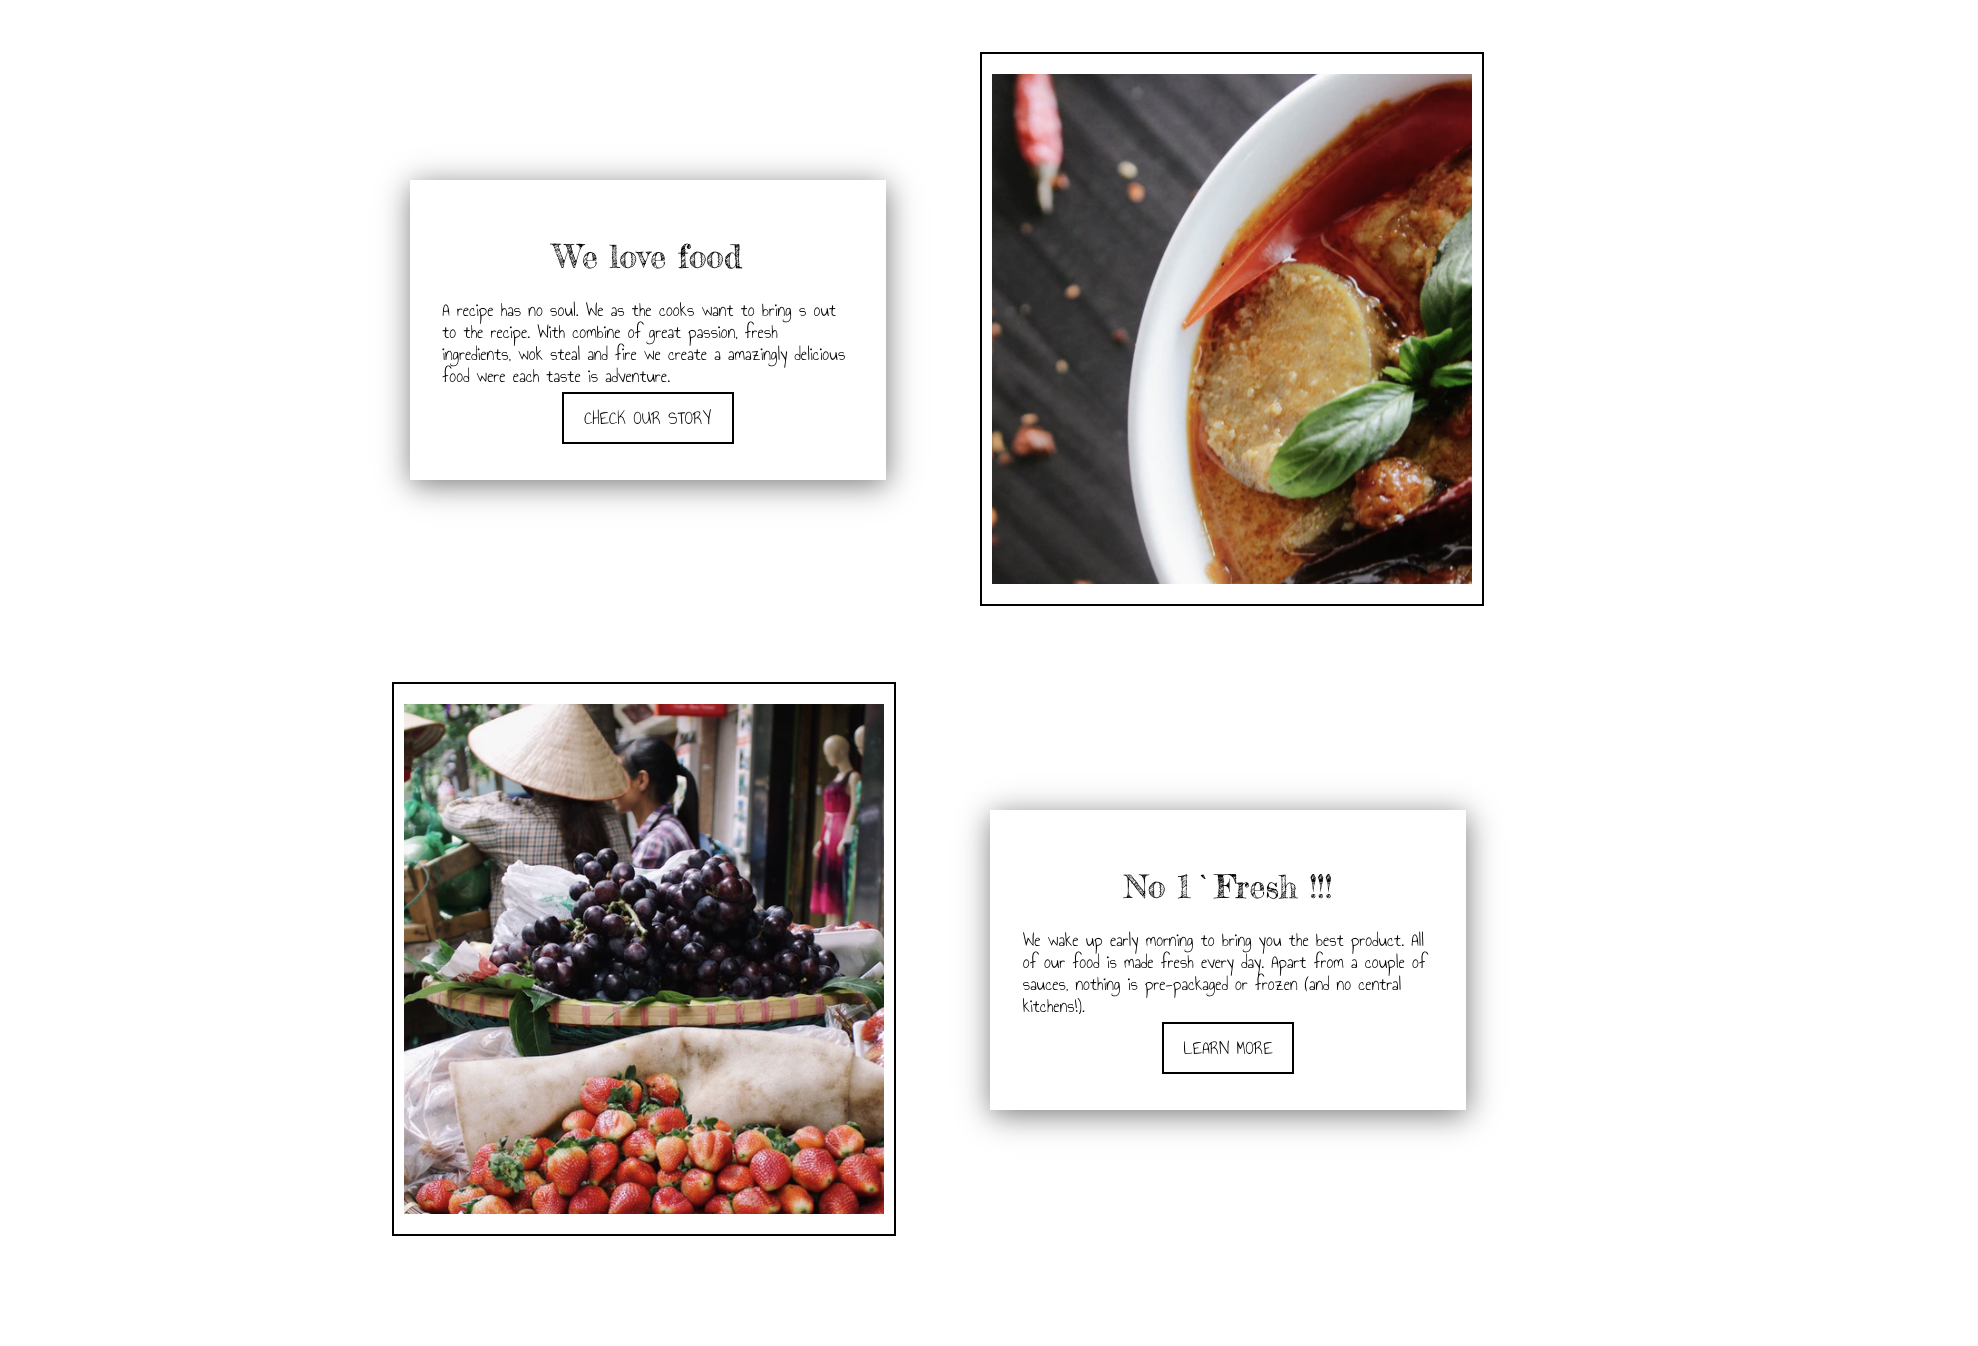 We love food
A recipe has no soul. We as the cooks want to bring s out
to the recipe. With combine of great passion, fresh
ingredients, wok steal and fire we create a amazingly delicious
food were each taste is adventure.
CHECK OUR STORY
No 1`Fresh !!!
We wake up early morning to bring you the best product. All
of our food is made fresh every day. Apart from a couple of
sauces, nothing is pre-packaged or frozen (and no central
kitchens!).
LEARN MORE